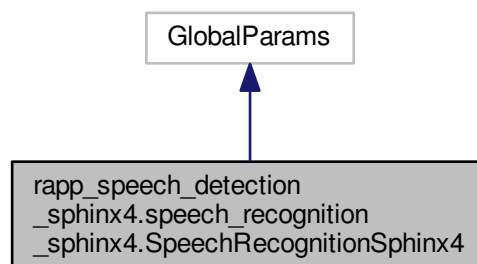 GlobalParams
rapp_speech_detection
_sphinx4.speech_recognition
_sphinx4.SpeechRecognitionSphinx4